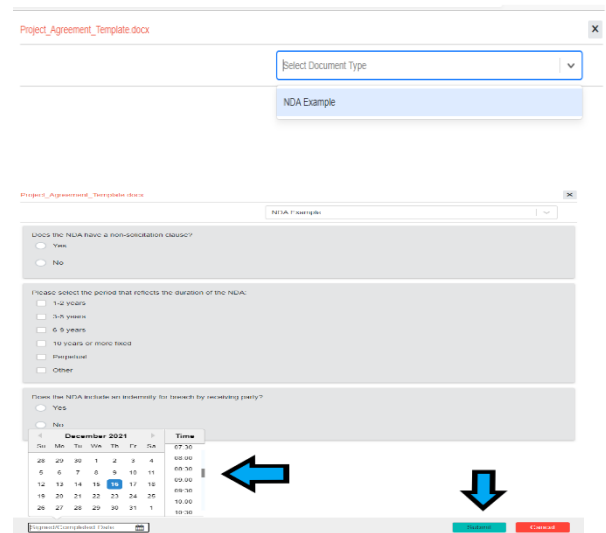 Project_Agreement_Template.docx X
Select Document Type
NDA Example
Project_Agreement_Template.docx
NDA Example
Does the NDA have a non-solicitation clause?
Yes
No
Please select the period that reflects the duration of the NDA:
1-2 years
3-5 years
6-9 years
10 years or more fixed
Perpetual
Other
Does the NDA include an indemnity for breach by receiving party?
Yes
No
December 2021 Time
Su Mo Tu We Th Fr Sa 07:30
28 29 30 1 2 3 4 08:00
5 6 7 8 9 10 11 08:30
12 13 14 15 16 17 18 09:00
19 20 21 22 23 24 25 09:30
26 27 28 29 30 31 1 10:00
10:30
Signed/Completed Date Submit Cancel